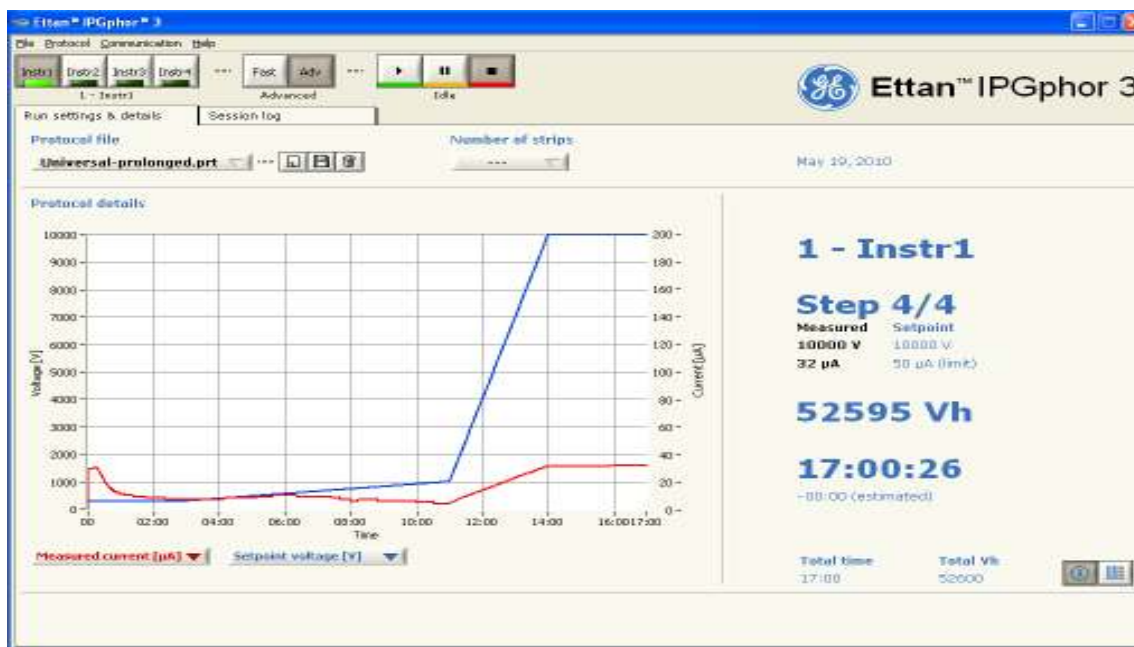 Ettan™ IPGphor™ 3
File Protocol Communication Help
Instr1 Instr2 Instr3 Instr4 --- Fast Adv ---
1 - Instr1 Advanced Idle
GE Ettan™ IPGphor 3
Run settings & details Session log
Protocol file Number of strips
Universal-prolonged.prt --- ---
May 19, 2010
Protocol details
10000 200
9000 180
8000 160
7000 140
6000 120
5000 100
4000 80
3000 60
2000 40
1000 20
0 0
Voltage [V]
Current [µA]
00 02:00 04:00 06:00 08:00 10:00 12:00 14:00 16:00 17:00
Time
Measured current [µA] Setpoint voltage [V]
1 - Instr1
Step 4/4
Measured Setpoint
10000 V 10000 V
32 µA 50 µA (limit)
52595 Vh
17:00:26
-00:00 (estimated)
Total time Total Vh
17:00 52600